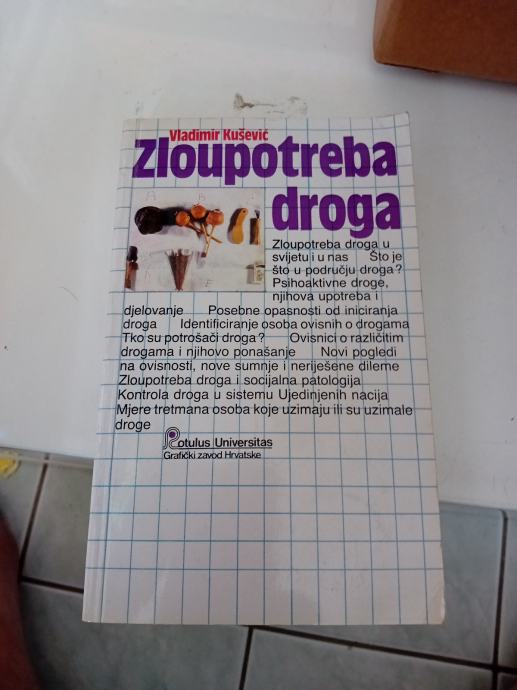 Vladimir Kušević
Zloupotreba
droga
Zloupotreba droga u
svijetu i u nas Što je
što u području droga?
Psihoaktivne droge,
njihova upotreba i
djelovanje Posebne opasnosti od iniciranja
droga Identificiranje osoba ovisnih o drogama
Tko su potrošači droga? Ovisnici o različitim
drogama i njihovo ponašanje Novi pogledi
na ovisnosti, nove sumnje i neriješene dileme
Zloupotreba droga i socijalna patologija
Kontrola droga u sistemu Ujedinjenih nacija
Mjere tretmana osoba koje uzimaju ili su uzimale
droge
Rotulus Universitas
Grafički zavod Hrvatske